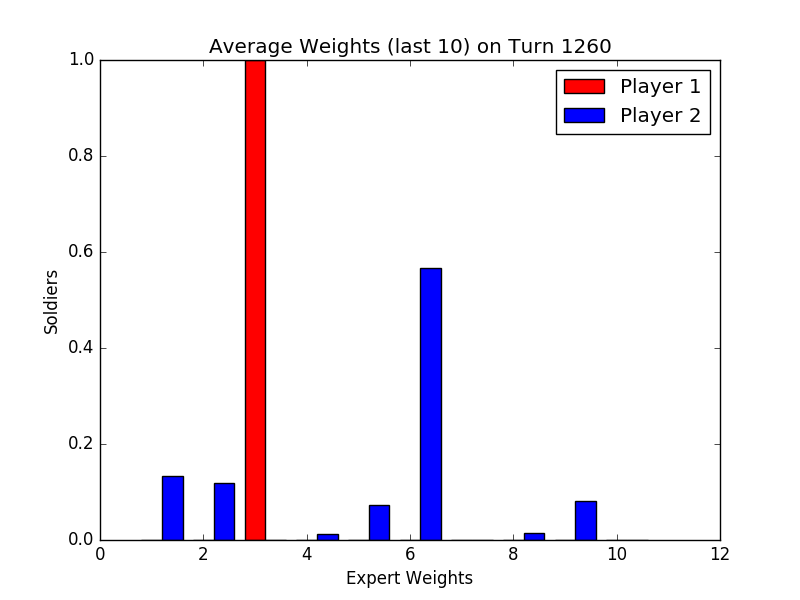 Average Weights (last 10) on Turn 1260
1.0
0.8
0.6
0.4
0.2
0.0
Soldiers
Player 1
Player 2
0 2 4 6 8 10 12
Expert Weights